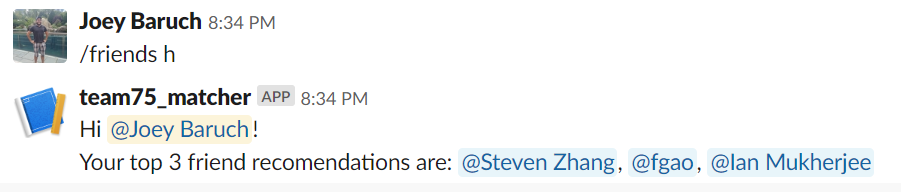 Joey Baruch 8:34 PM
/friends h
team75_matcher APP 8:34 PM
Hi @Joey Baruch!
Your top 3 friend recomendations are: @Steven Zhang, @fgao, @Ian Mukherjee